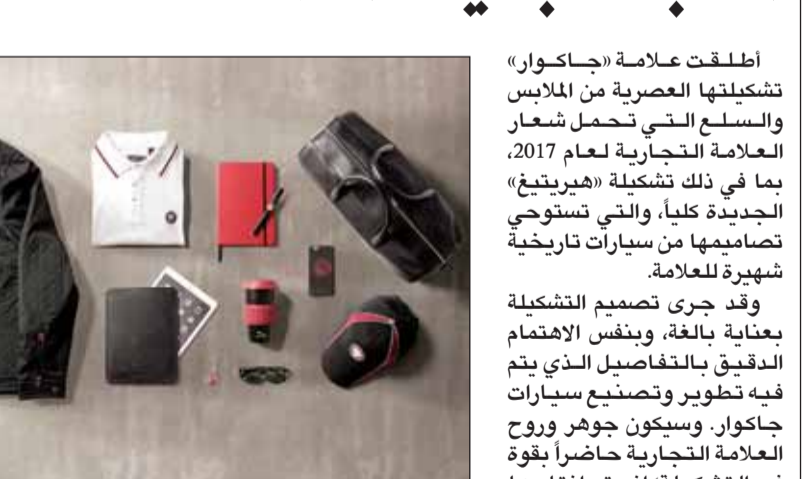 أطلقت علامة «جاكوار»
تشكيلتها العصرية من الملابس
والسلع التي تحمل شعار
العلامة التجارية لعام 2017،
بما في ذلك تشكيلة «هيريتيغ»
الجديدة كلياً، والتي تستوحي
تصاميمها من سيارات تاريخية
شهيرة للعلامة.
وقد جرى تصميم التشكيلة
بعناية بالغة، وبنفس الاهتمام
الدقيق بالتفاصيل الذي يتم
فيه تطوير وتصنيع سيارات
جاكوار. وسيكون جوهر وروح
العلامة التجارية حاضراً بقوة